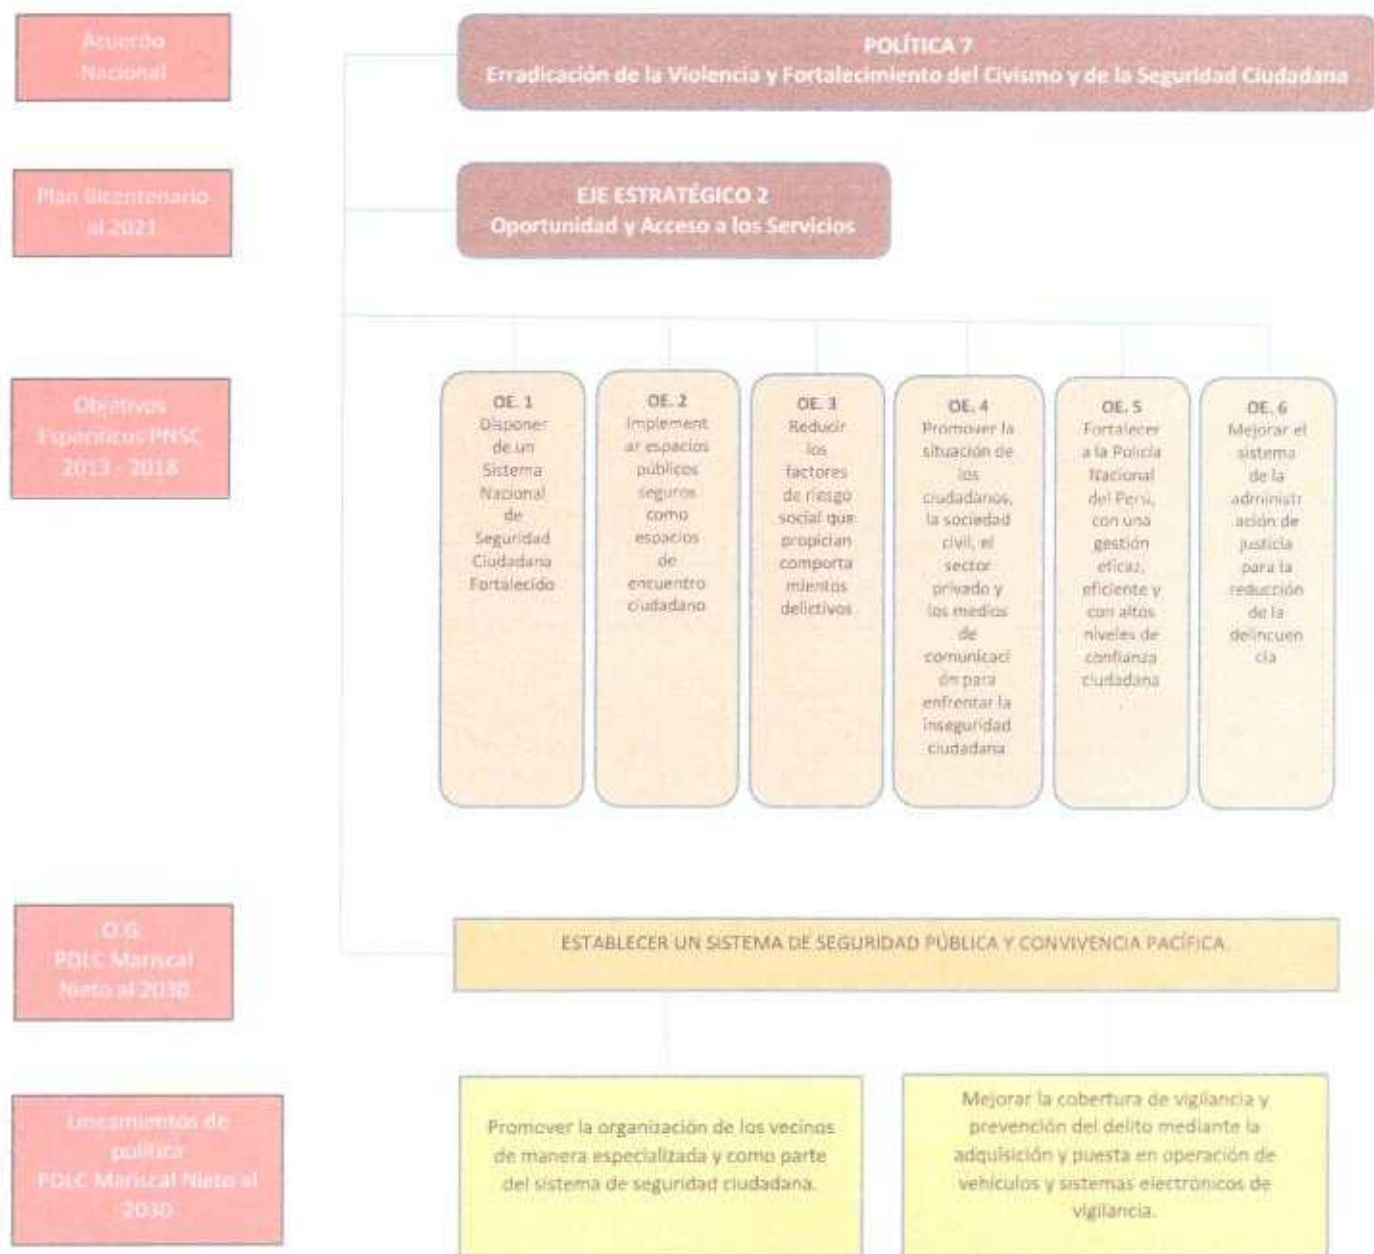 Acuerdo
Nacional
POLÍTICA 7
Erradicación de la Violencia y Fortalecimiento del Civismo y de la Seguridad Ciudadana
Plan Bicentenario
al 2021
EJE ESTRATÉGICO 2
Oportunidad y Acceso a los Servicios
Objetivos
Específicos PNSC
2013 - 2018
OE. 1
Disponer
de un
Sistema
Nacional
de
Seguridad
Ciudadana
Fortalecido
OE. 2
Implement
ar espacios
públicos
seguros
como
espacios
de
encuentro
ciudadano
OE. 3
Reducir
los
factores
de riesgo
social que
propician
comporta
mientos
delictivos
OE. 4
Promover la
situación de
los
ciudadanos,
la sociedad
civil, el
sector
privado y
los medios
de
comunicaci
ón para
enfrentar la
inseguridad
ciudadana
OE. 5
Fortalecer
a la Policía
Nacional
del Perú,
con una
gestión
eficaz,
eficiente y
con altos
niveles de
confianza
ciudadana
.
OE. 6
Mejorar el
sistema
de la
administr
ación de
justicia
para la
reducción
de la
delincuen
cia
O.G.
PDLC Mariscal
Nieto al 2030
ESTABLECER UN SISTEMA DE SEGURIDAD PÚBLICA Y CONVIVENCIA PACÍFICA.
Lineamientos de
política
PDLC Mariscal Nieto al
2030
Promover la organización de los vecinos
de manera especializada y como parte
del sistema de seguridad ciudadana.
Mejorar la cobertura de vigilancia y
prevención del delito mediante la
adquisición y puesta en operación de
vehículos y sistemas electrónicos de
vigilancia.